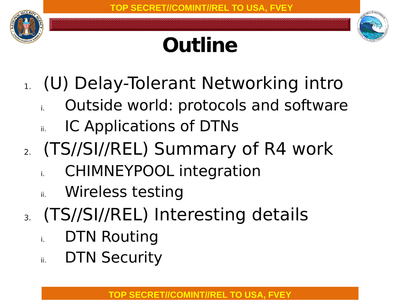 TOP SECRET//COMINT//REL TO USA, FVEY
Outline
1. (U) Delay-Tolerant Networking intro
i. Outside world: protocols and software
ii. IC Applications of DTNs
2. (TS//SI//REL) Summary of R4 work
i. CHIMNEYPOOL integration
ii. Wireless testing
3. (TS//SI//REL) Interesting details
i. DTN Routing
ii. DTN Security
TOP SECRET//COMINT//REL TO USA, FVEY